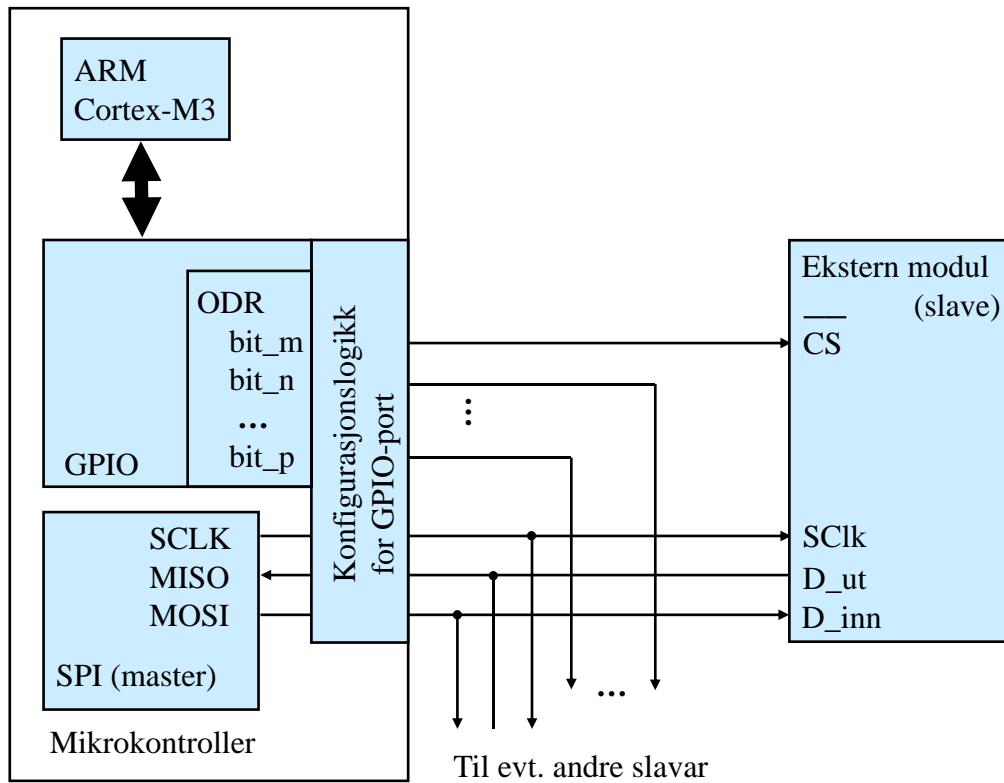 ARM
Cortex-M3
ODR
bit_m
bit_n
...
bit_p
GPIO
Konfigurasjonslogikk
for GPIO-port
...
SCLK
MISO
MOSI
SPI (master)
Mikrokontroller
Ekstern modul
(slave)
CS
SClk
D_ut
D_inn
...
Til evt. andre slavar